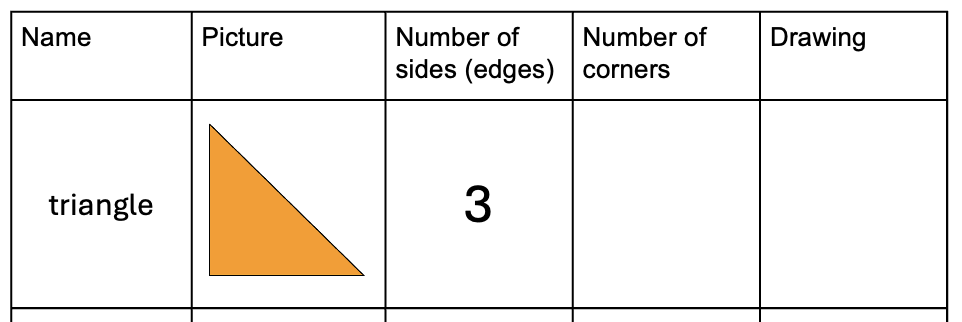 Name
Picture
Number of
sides (edges)
Number of
corners
Drawing
triangle
3